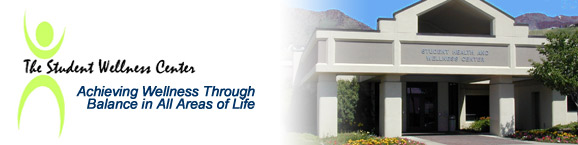 The Student Wellness Center
Achieving Wellness Through
Balance in All Areas of Life
STUDENT HEALTH AND
WELLNESS CENTER